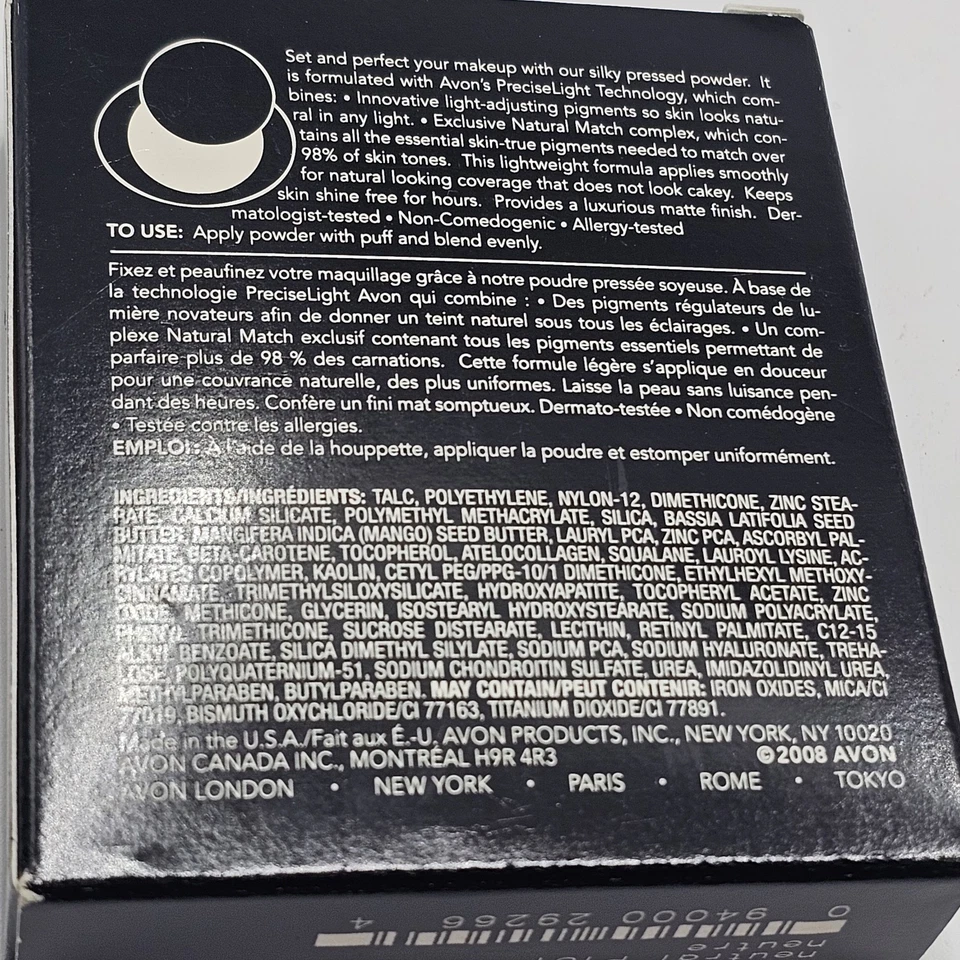 Set and perfect your makeup with our silky pressed powder. It
is formulated with Avon's PreciseLight Technology, which com-
bines: • Innovative light-adjusting pigments so skin looks natu-
ral in any light. • Exclusive Natural Match complex, which con-
tains all the essential skin-true pigments needed to match over
98% of skin tones. This lightweight formula applies smoothly
for natural looking coverage that does not look cakey. Keeps
skin shine free for hours. Provides a luxurious matte finish. Der-
matologist-tested • Non-Comedogenic • Allergy-tested
TO USE: Apply powder with puff and blend evenly.
Fixez et peaufinez votre maquillage grâce à notre poudre pressée soyeuse. À base de
la technologie PreciseLight Avon qui combine : • Des pigments régulateurs de lu-
mière novateurs afin de donner un teint naturel sous tous les éclairages. • Un com-
plexe Natural Match exclusif contenant tous les pigments essentiels permettant de
parfaire plus de 98 % des carnations. Cette formule légère s'applique en douceur
pour une couvrance naturelle, des plus uniformes. Laisse la peau sans luisance pen-
dant des heures. Confère un fini mat somptueux. Dermato-testée • Non comédogène
• Testée contre les allergies.
EMPLOI: À l'aide de la houppette, appliquer la poudre et estomper uniformément.
INGREDIENTS/INGRÉDIENTS: TALC, POLYETHYLENE, NYLON-12, DIMETHICONE, ZINC STEA-
RATE, CALCIUM SILICATE, POLYMETHYL METHACRYLATE, SILICA, BASSIA LATIFOLIA SEED
BUTTER, MANGIFERA INDICA (MANGO) SEED BUTTER, LAURYL PCA, ZINC PCA, ASCORBYL PAL-
MITATE, BETA-CAROTENE, TOCOPHEROL, ATELOCOLLAGEN, SQUALANE, LAUROYL LYSINE, AC-
RYLATES COPOLYMER, KAOLIN, CETYL PEG/PPG-10/1 DIMETHICONE, ETHYLHEXYL METHOXY-
CINNAMATE, TRIMETHYLSILOXYSILICATE, HYDROXYAPATITE, TOCOPHERYL ACETATE, ZINC
OXIDE, METHICONE, GLYCERIN, ISOSTEARYL HYDROXYSTEARATE, SODIUM POLYACRYLATE,
PHENYL TRIMETHICONE, SUCROSE DISTEARATE, LECITHIN, RETINYL PALMITATE, C12-15
ALKYL BENZOATE, SILICA DIMETHYL SILYLATE, SODIUM PCA, SODIUM HYALURONATE, TREHA-
LOSE, POLYQUATERNIUM-51, SODIUM CHONDROITIN SULFATE, UREA, IMIDAZOLIDINYL UREA,
METHYLPARABEN, BUTYLPARABEN. MAY CONTAIN/PEUT CONTENIR: IRON OXIDES, MICA/CI
77019, BISMUTH OXYCHLORIDE/CI 77163, TITANIUM DIOXIDE/CI 77891.
Made in the U.S.A./Fait aux É.-U. AVON PRODUCTS, INC., NEW YORK, NY 10020
AVON CANADA INC., MONTRÉAL H9R 4R3 ©2008 AVON
AVON LONDON • NEW YORK • PARIS • ROME • TOKYO
0 94000 29266 4
neutre
neutral